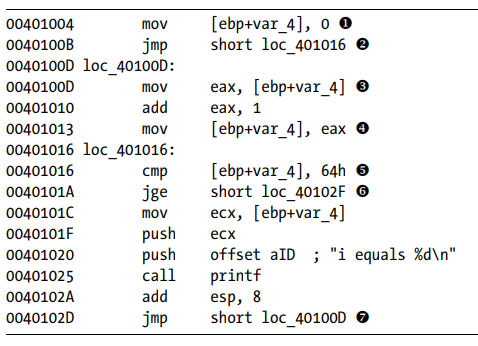 00401004 mov [ebp+var_4], 0 ❶
0040100B jmp short loc_401016 ❷
0040100D loc_40100D:
0040100D mov eax, [ebp+var_4] ❸
00401010 add eax, 1
00401013 mov [ebp+var_4], eax ❹
00401016 loc_401016:
00401016 cmp [ebp+var_4], 64h ❺
0040101A jge short loc_40102F ❻
0040101C mov ecx, [ebp+var_4]
0040101F push ecx
00401020 push offset aID ; "i equals %d\n"
00401025 call printf
0040102A add esp, 8
0040102D jmp short loc_40100D ❼